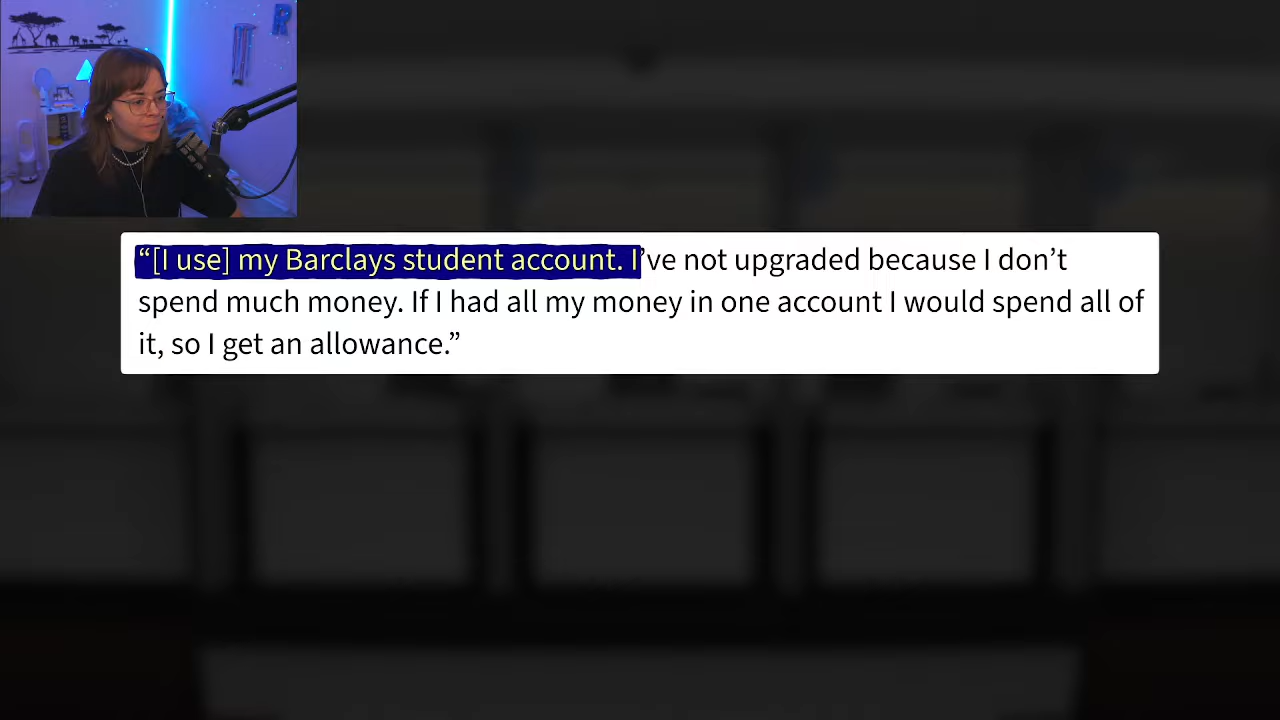 “[I use] my Barclays student account. I’ve not upgraded because I don’t
spend much money. If I had all my money in one account I would spend all of
it, so I get an allowance.”